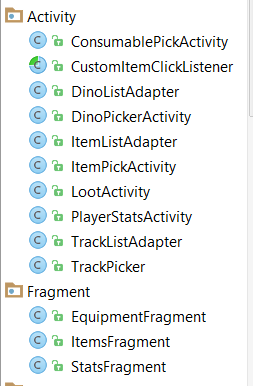 Activity
ConsumablePickActivity
CustomItemClickListener
DinoListAdapter
DinoPickerActivity
ItemListAdapter
ItemPickActivity
LootActivity
PlayerStatsActivity
TrackListAdapter
TrackPicker
Fragment
EquipmentFragment
ItemsFragment
StatsFragment